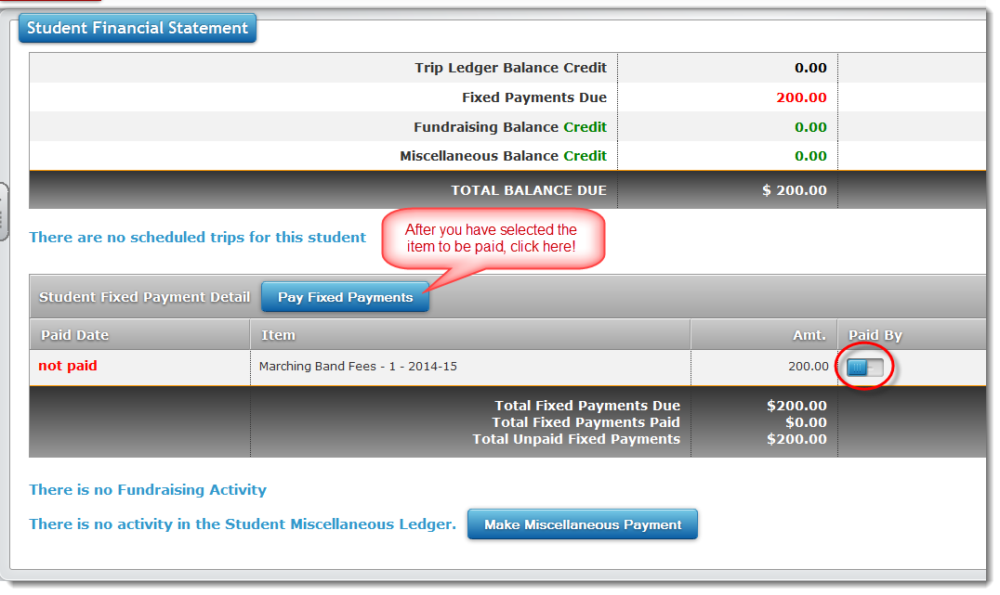 Student Financial Statement
Trip Ledger Balance Credit 0.00
Fixed Payments Due 200.00
Fundraising Balance Credit 0.00
Miscellaneous Balance Credit 0.00
TOTAL BALANCE DUE $ 200.00
There are no scheduled trips for this student
After you have selected the
item to be paid, click here!
Student Fixed Payment Detail Pay Fixed Payments
Paid Date Item Amt. Paid By
not paid Marching Band Fees - 1 - 2014-15 200.00
Total Fixed Payments Due $200.00
Total Fixed Payments Paid $0.00
Total Unpaid Fixed Payments $200.00
There is no Fundraising Activity
There is no activity in the Student Miscellaneous Ledger. Make Miscellaneous Payment